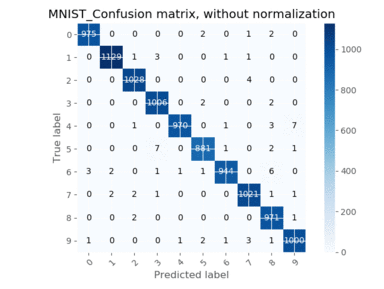 MNIST_Confusion matrix, without normalization
0 975 0 0 0 0 2 0 1 2 0
1 0 1129 1 3 0 0 0 1 1 0
2 0 0 1028 0 0 0 0 4 0 0
3 0 0 0 1006 0 2 0 0 2 0
4 0 0 1 0 970 0 1 0 3 7
5 0 0 0 7 0 881 1 0 2 1
6 3 2 0 1 1 1 944 0 6 0
7 0 2 2 1 0 0 0 1021 1 1
8 0 0 2 0 0 0 0 0 971 1
9 1 0 0 0 1 2 1 3 1 1000
0 1 2 3 4 5 6 7 8 9
Predicted label
True label
1000
800
600
400
200
0